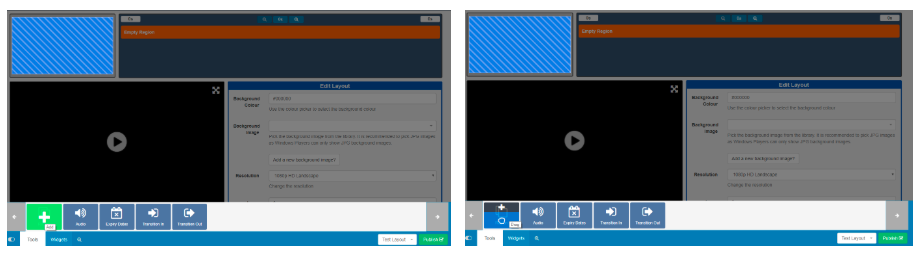 Empty Region
Edit Layout
Background Colour
#000000
Use the colour picker to select the background colour
Background Image
Pick the background image from the library. It is recommended to pick JPG images
as Windows Players can only show JPG background images.
Add a new background image?
Resolution
1080p HD Landscape
Change the resolution
Add
Audio
Expiry Dates
Transition In
Transition Out
Tools
Widgets
Test Layout
Publish
Empty Region
Edit Layout
Background Colour
#000000
Use the colour picker to select the background colour
Background Image
Pick the background image from the library. It is recommended to pick JPG images
as Windows Players can only show JPG background images.
Add a new background image?
Resolution
1080p HD Landscape
Change the resolution
Audio
Expiry Dates
Transition In
Transition Out
Tools
Widgets
Test Layout
Publish